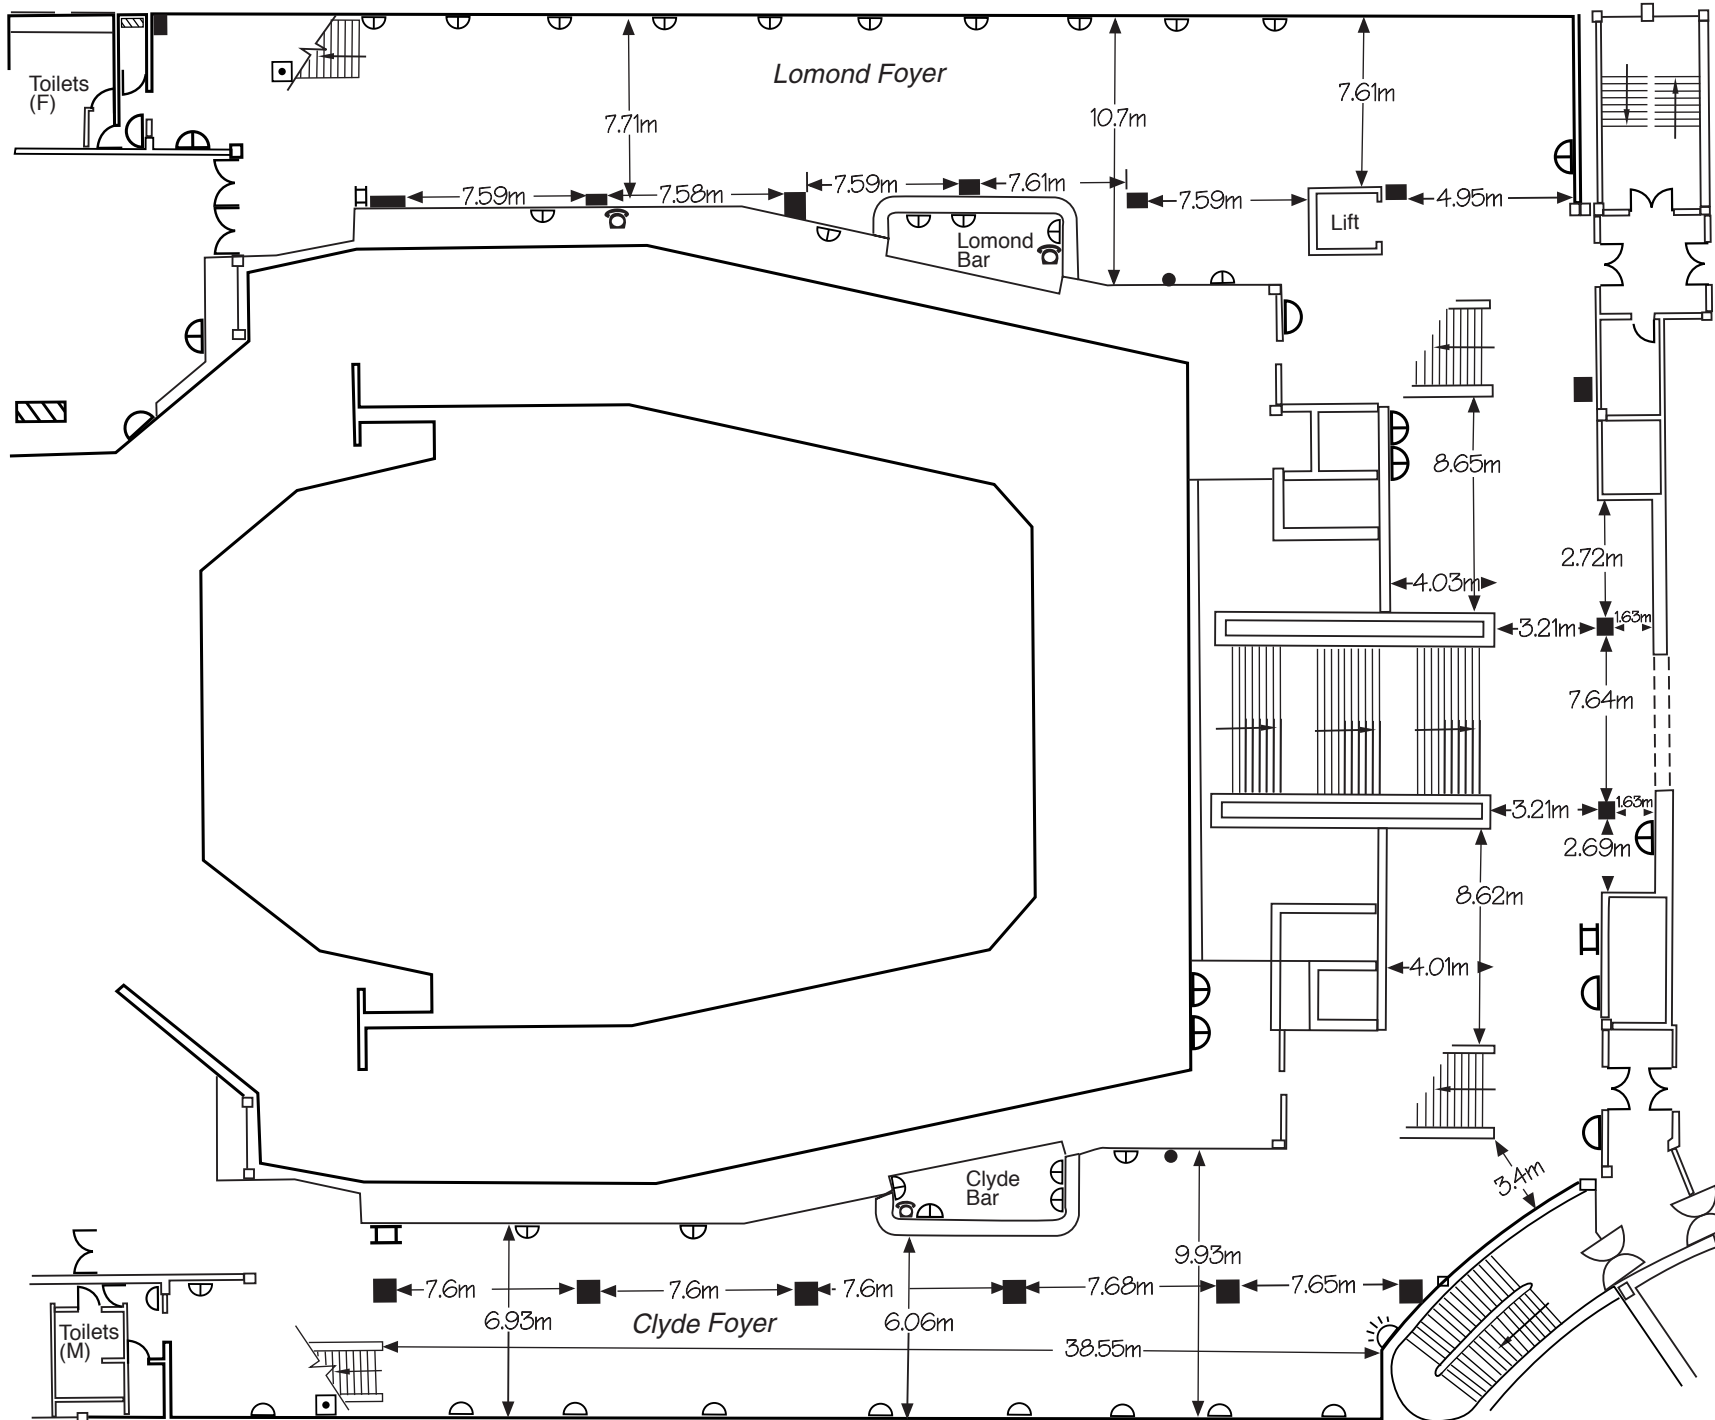 Toilets
(F)
Lomond Foyer
7.71m
10.7m
7.61m
7.59m
7.58m
7.59m
7.61m
7.59m
4.95m
Lift
Lomond
Bar
8.65m
2.72m
4.03m
3.21m
1.63m
7.64m
3.21m
1.63m
2.69m
8.62m
4.01m
3.4m
Clyde
Bar
9.93m
7.6m
7.6m
7.6m
7.68m
7.65m
6.93m
Clyde Foyer
6.06m
38.55m
Toilets
(M)